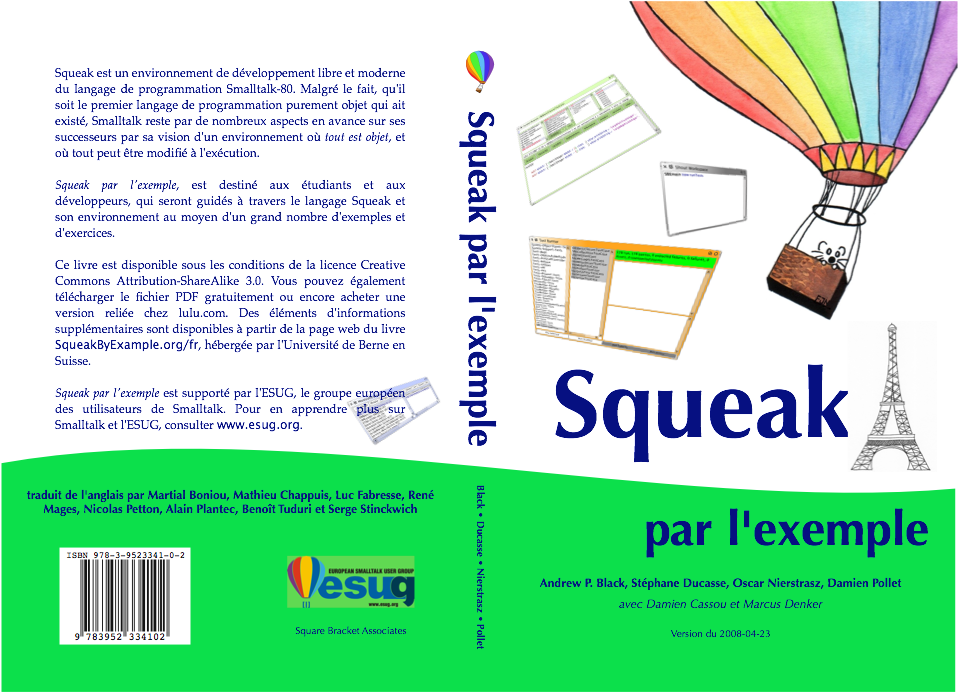 Squeak est un environnement de développement libre et moderne
du langage de programmation Smalltalk-80. Malgré le fait, qu'il
soit le premier langage de programmation purement objet qui ait
existé, Smalltalk reste par de nombreux aspects en avance sur ses
successeurs par sa vision d'un environnement où tout est objet, et
où tout peut être modifié à l'exécution.
Squeak par l'exemple, est destiné aux étudiants et aux
développeurs, qui seront guidés à travers le langage Squeak et
son environnement au moyen d'un grand nombre d'exemples et
d'exercices.
Ce livre est disponible sous les conditions de la licence Creative
Commons Attribution-ShareAlike 3.0. Vous pouvez également
télécharger le fichier PDF gratuitement ou encore acheter une
version reliée chez lulu.com. Des éléments d'informations
supplémentaires sont disponibles à partir de la page web du livre
SqueakByExample.org/fr, hébergée par l'Université de Berne en
Suisse.
Squeak par l'exemple est supporté par l'ESUG, le groupe européen
des utilisateurs de Smalltalk. Pour en apprendre plus sur
Smalltalk et l'ESUG, consulter www.esug.org.
traduit de l'anglais par Martial Boniou, Mathieu Chappuis, Luc Fabresse, René
Mages, Nicolas Petton, Alain Plantec, Benoît Tuduri et Serge Stinckwich
ISBN 978-3-9523341-0-2
9 783952 334102
EUROPEAN SMALLTALK USER GROUP
esug
www.esug.org
Square Bracket Associates
Squeak par l'exemple
Black • Ducasse • Nierstrasz • Pollet
Squeak
par l'exemple
Andrew P. Black, Stéphane Ducasse, Oscar Nierstrasz, Damien Pollet
avec Damien Cassou et Marcus Denker
Version du 2008-04-23